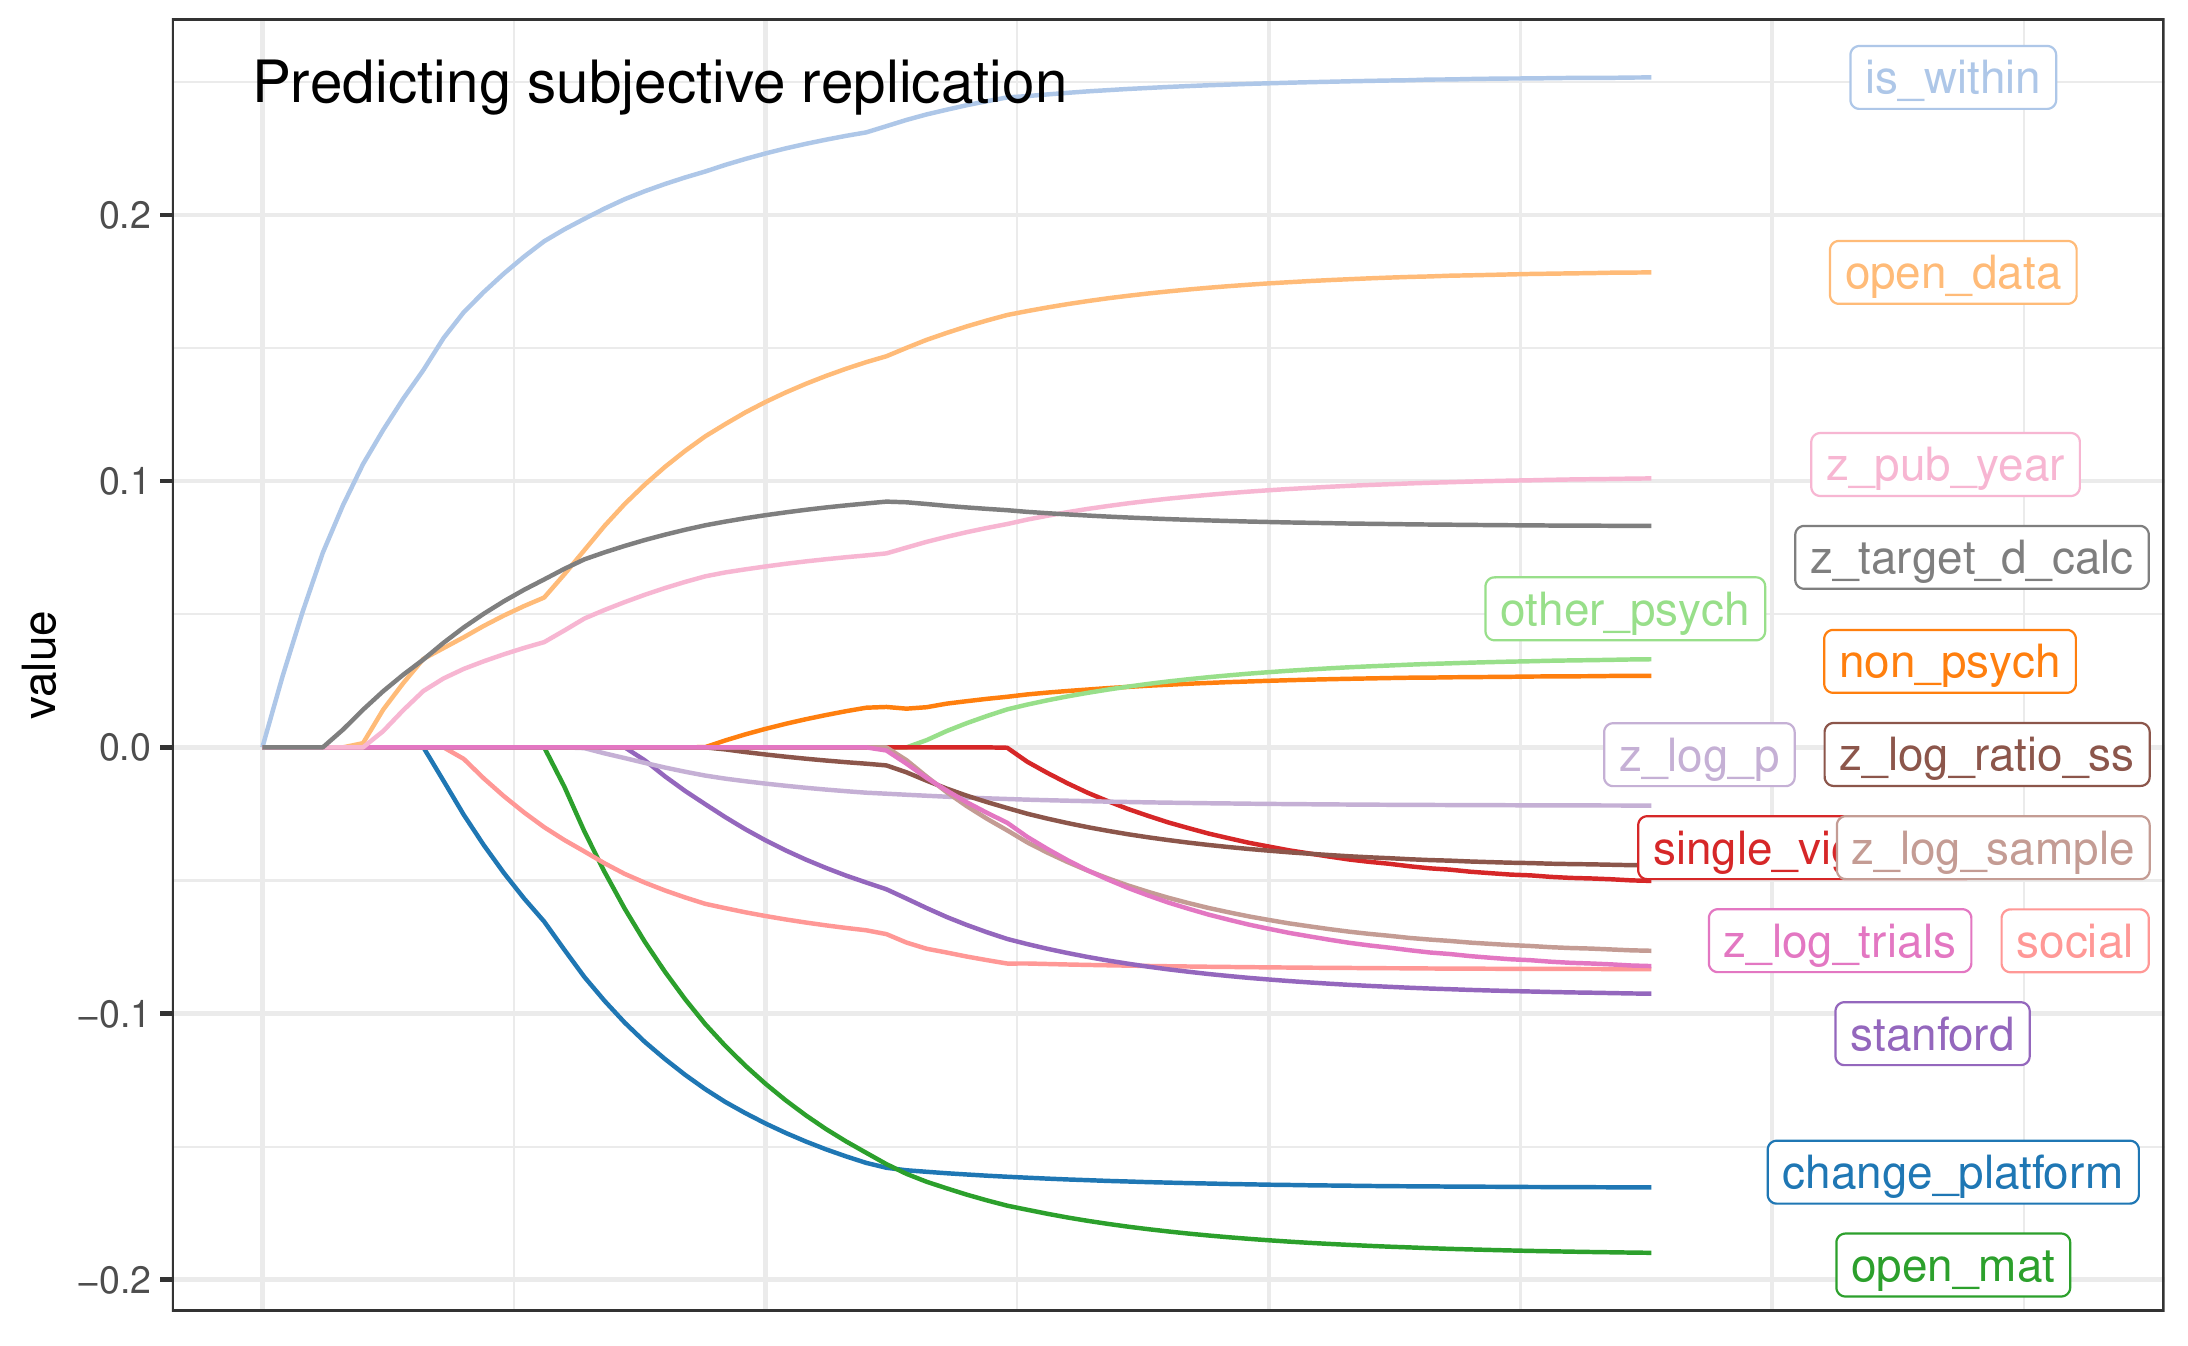 Predicting subjective replication
is_within
0.2
open_data
0.1
z_pub_year
z_target_d_calc
other_psych
non_psych
value
0.0
z_log_p
z_log_ratio_ss
z_log_sample
z_log_trials
social
−0.1
stanford
change_platform
open_mat
−0.2